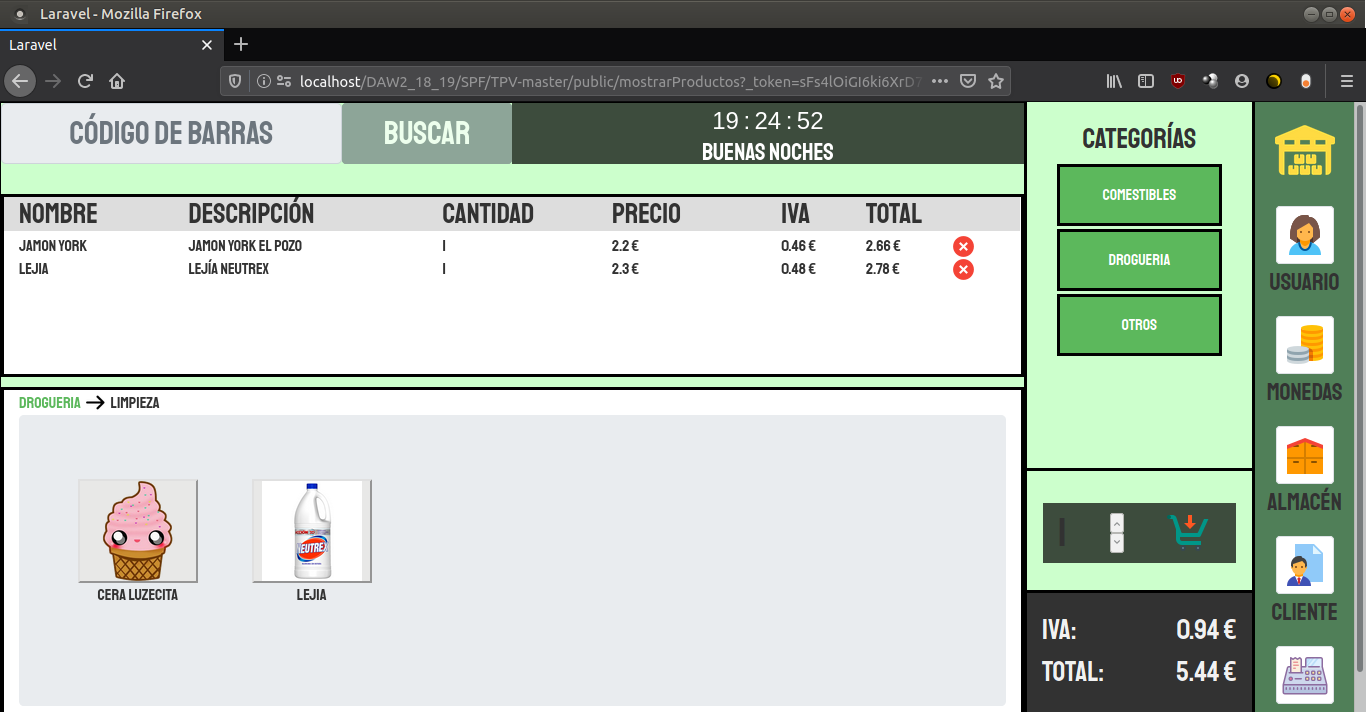 Laravel - Mozilla Firefox
Laravel
localhost/DAW2_18_19/SPF/TPV-master/public/mostrarProductos?_token=sFs4lOiGI6ki6XrD7
CÓDIGO DE BARRAS
BUSCAR
19 : 24 : 52
BUENAS NOCHES
NOMBRE DESCRIPCIÓN CANTIDAD PRECIO IVA TOTAL
JAMON YORK JAMON YORK EL POZO 1 2.2 € 0.46 € 2.66 €
LEJIA LEJÍA NEUTREX 1 2.3 € 0.48 € 2.78 €
DROGUERIA LIMPIEZA
NEUTREX
CERA LUZECITA
LEJIA
CATEGORÍAS
COMESTIBLES
DROGUERIA
OTROS
1
IVA: 0.94 €
TOTAL: 5.44 €
USUARIO
MONEDAS
ALMACÉN
CLIENTE